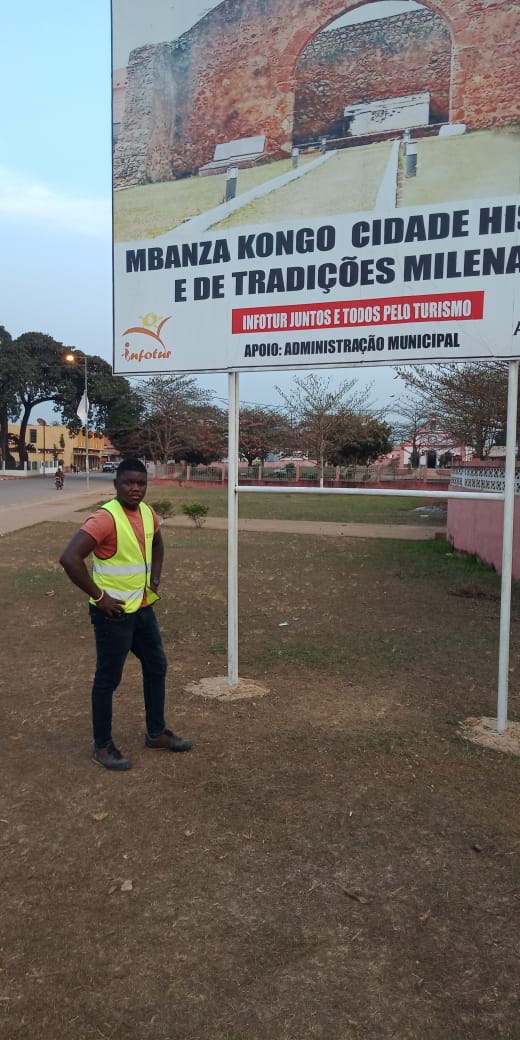 MBANZA KONGO CIDADE HIS
E DE TRADIÇÕES MILENA
INFOTUR JUNTOS E TODOS PELO TURISMO
infotur
APOIO: ADMINISTRAÇÃO MUNICIPAL
A